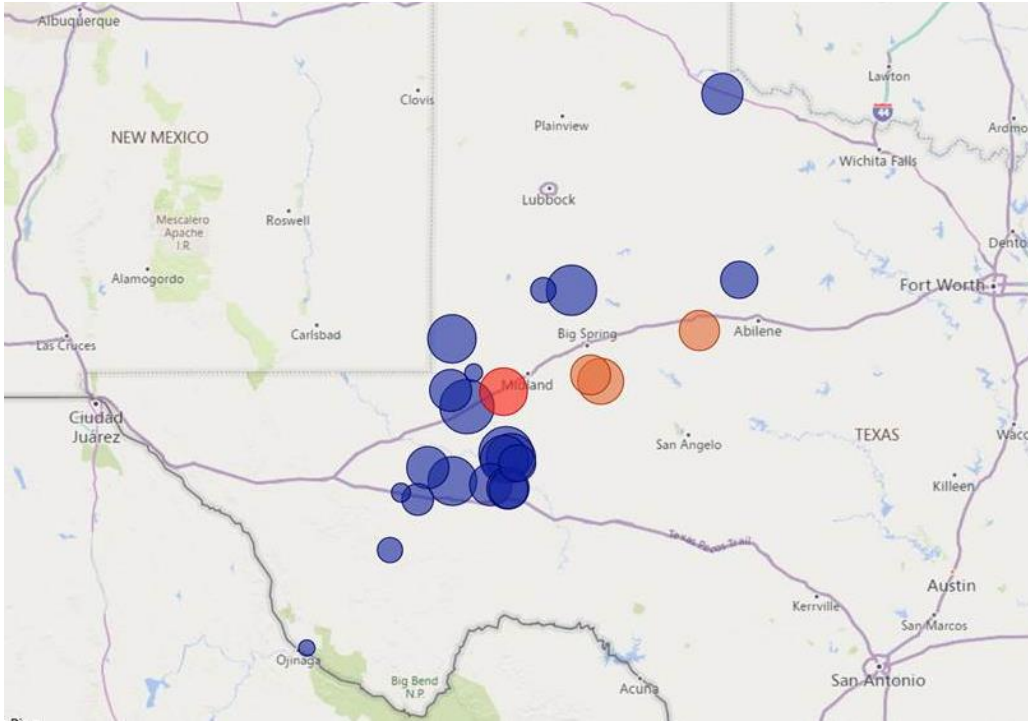 Albuquerque
Lawton
Clovis
44
Plainview
Ardmo
NEW MEXICO
Wichita Falls
Lubbock
Mescalero
Apache
I.R.
Roswell
Dento
Alamogordo
Fort Worth
Carlsbad
Big Spring
Abilene
Las Cruces
Midland
Ciudad
Juárez
San Angelo
TEXAS
Waco
Killeen
Texas Pecos Trail
Austin
Kerrville
San Marcos
Ojinaga
Big Bend
N.P.
Acuña
San Antonio